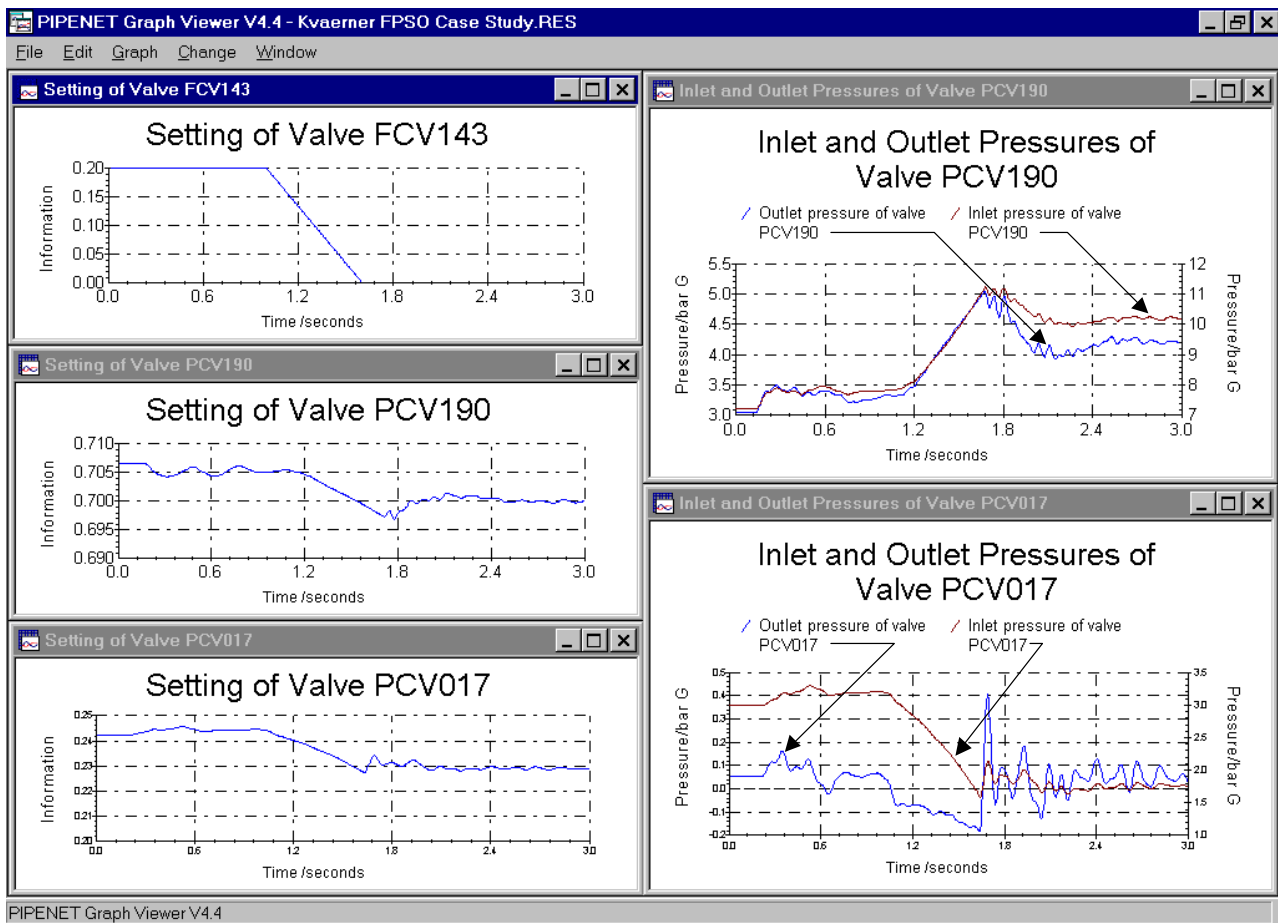 PIPENET Graph Viewer V4.4 - Kvaerner FPSO Case Study.RES
File Edit Graph Change Window
Setting of Valve FCV143
Setting of Valve FCV143
Information
0.20
0.15
0.10
0.05
0.00
0.0 0.6 1.2 1.8 2.4 3.0
Time /seconds
Setting of Valve PCV190
Setting of Valve PCV190
Information
0.710
0.705
0.700
0.695
0.690
0.0 0.6 1.2 1.8 2.4 3.0
Time /seconds
Setting of Valve PCV017
Setting of Valve PCV017
Information
0.25
0.24
0.23
0.22
0.21
0.20
0.0 0.6 1.2 1.8 2.4 3.0
Time /seconds
Inlet and Outlet Pressures of Valve PCV190
Inlet and Outlet Pressures of
Valve PCV190
Outlet pressure of valve
PCV190
Inlet pressure of valve
PCV190
Pressure/bar G
5.5
5.0
4.5
4.0
3.5
3.0
12
11
10
9
8
7
Pressure/bar G
0.0 0.6 1.2 1.8 2.4 3.0
Time /seconds
Inlet and Outlet Pressures of Valve PCV017
Inlet and Outlet Pressures of
Valve PCV017
Outlet pressure of valve
PCV017
Inlet pressure of valve
PCV017
Pressure/bar G
0.5
0.4
0.3
0.2
0.1
0.0
-0.1
-0.2
3.5
3.0
2.5
2.0
1.5
1.0
Pressure/bar G
0.0 0.6 1.2 1.8 2.4 3.0
Time /seconds
PIPENET Graph Viewer V4.4